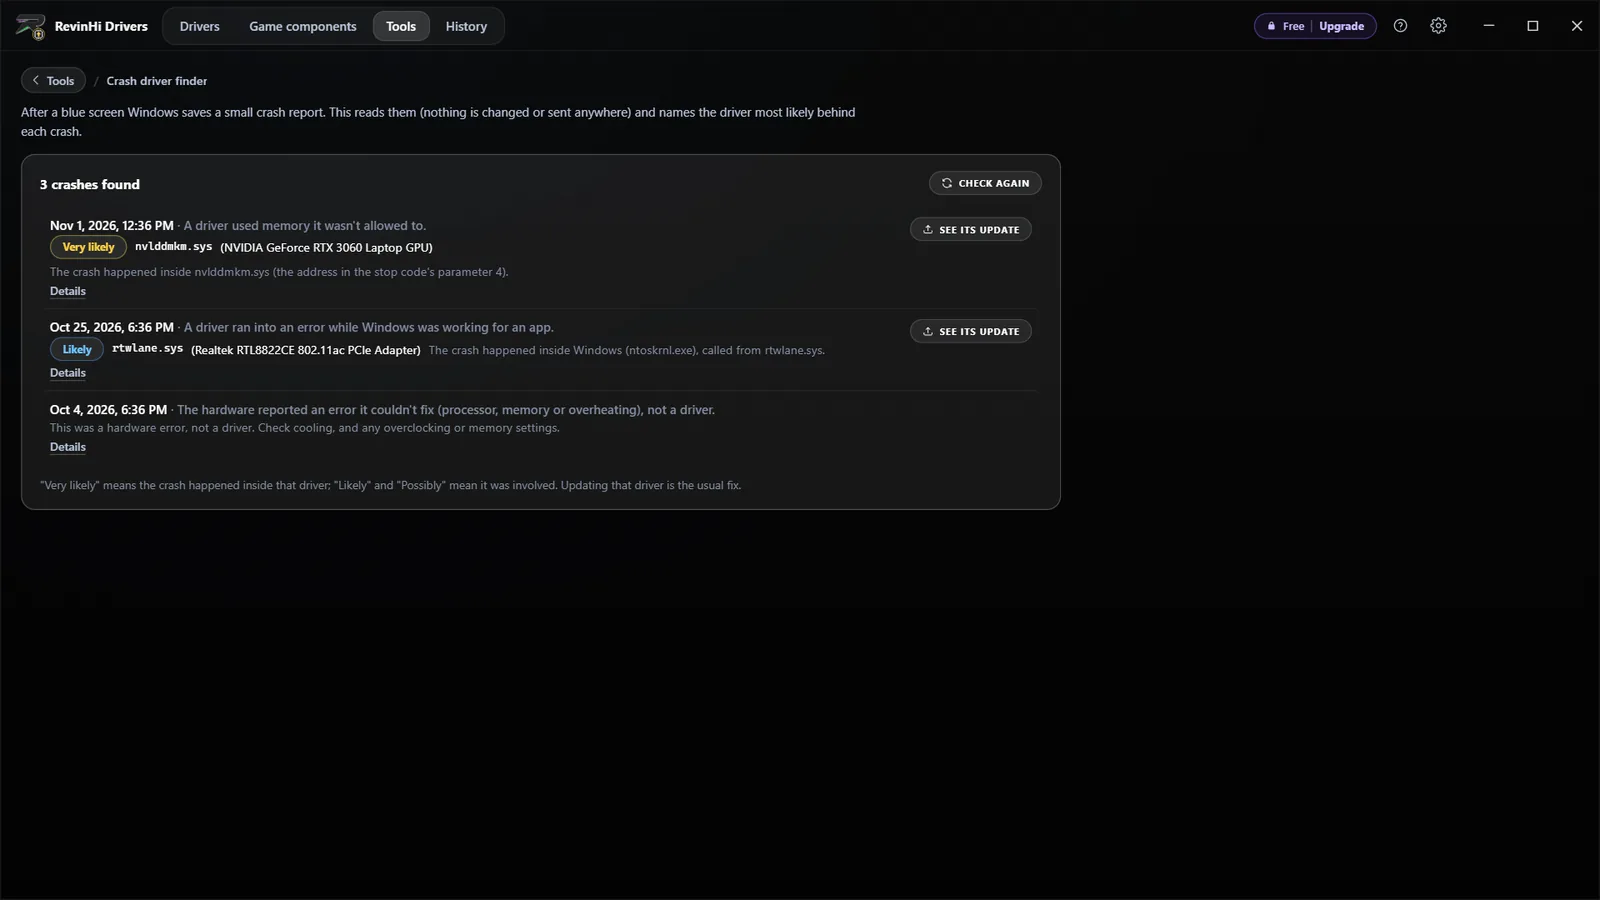 RevinHi Drivers
Drivers
Game components
Tools
History
Free | Upgrade
Tools / Crash driver finder
After a blue screen Windows saves a small crash report. This reads them (nothing is changed or sent anywhere) and names the driver most likely behind
each crash.
3 crashes found
CHECK AGAIN
Nov 1, 2026, 12:36 PM · A driver used memory it wasn't allowed to.
SEE ITS UPDATE
Very likely nvlddmkm.sys (NVIDIA GeForce RTX 3060 Laptop GPU)
The crash happened inside nvlddmkm.sys (the address in the stop code's parameter 4).
Details
Oct 25, 2026, 6:36 PM · A driver ran into an error while Windows was working for an app.
SEE ITS UPDATE
Likely rtwlane.sys (Realtek RTL8822CE 802.11ac PCIe Adapter) The crash happened inside Windows (ntoskrnl.exe), called from rtwlane.sys.
Details
Oct 4, 2026, 6:36 PM · The hardware reported an error it couldn't fix (processor, memory or overheating), not a driver.
This was a hardware error, not a driver. Check cooling, and any overclocking or memory settings.
Details
"Very likely" means the crash happened inside that driver; "Likely" and "Possibly" mean it was involved. Updating that driver is the usual fix.